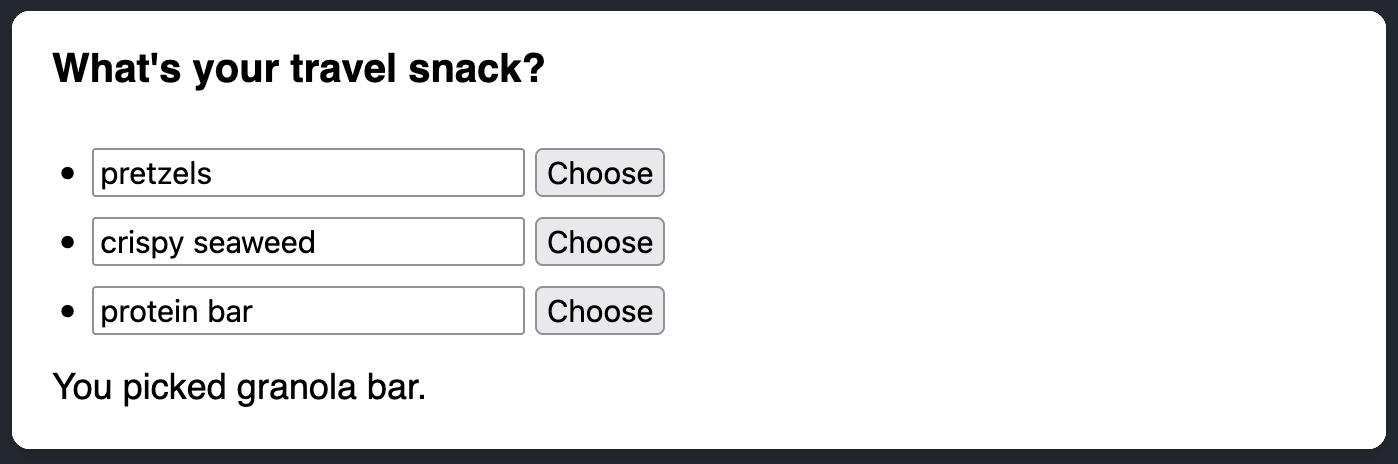 What's your travel snack?
pretzels Choose
crispy seaweed Choose
protein bar Choose
You picked granola bar.